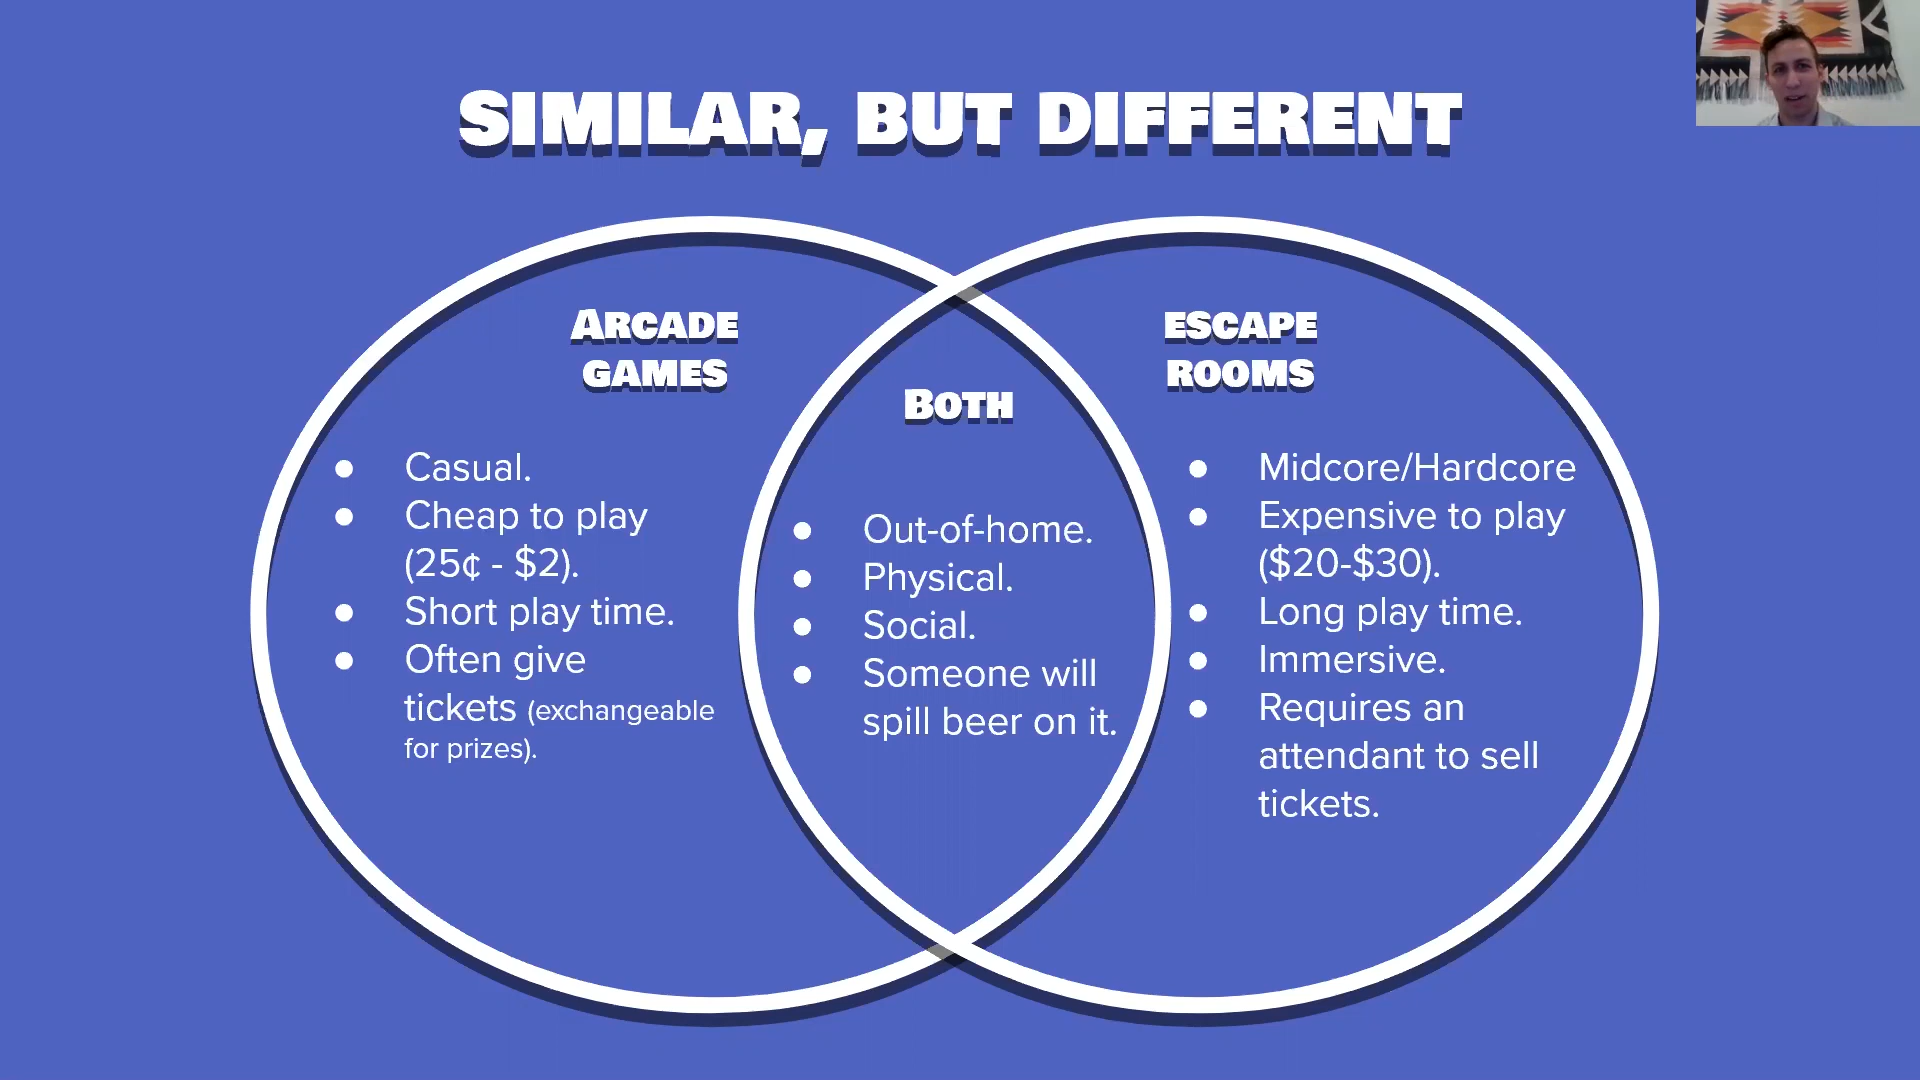 SIMILAR, BUT DIFFERENT
ARCADE
GAMES
● Casual.
● Cheap to play
(25¢ - $2).
● Short play time.
● Often give
tickets (exchangeable
for prizes).
BOTH
● Out-of-home.
● Physical.
● Social.
● Someone will
spill beer on it.
ESCAPE
ROOMS
● Midcore/Hardcore
● Expensive to play
($20-$30).
● Long play time.
● Immersive.
● Requires an
attendant to sell
tickets.